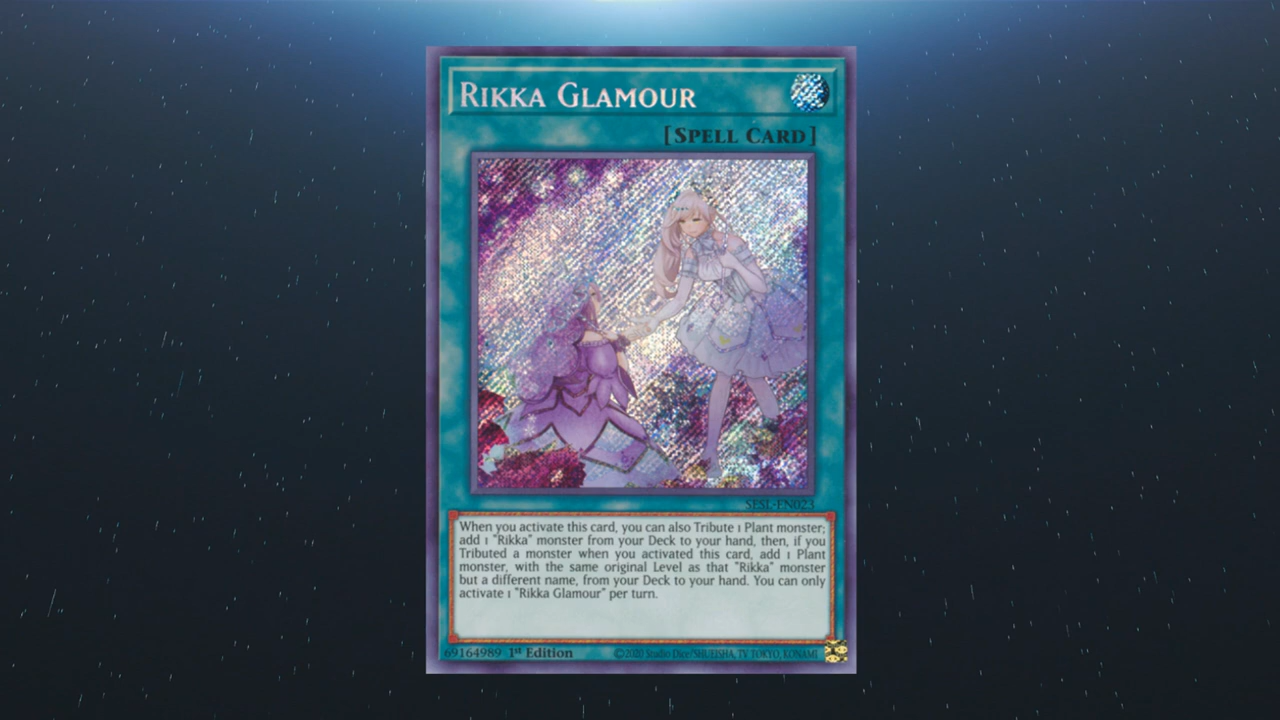 RIKKA GLAMOUR
[SPELL CARD]
SESL-EN023
When you activate this card, you can also Tribute 1 Plant monster;
add 1 "Rikka" monster from your Deck to your hand, then, if you
Tributed a monster when you activated this card, add 1 Plant
monster, with the same original Level as that "Rikka" monster
but a different name, from your Deck to your hand. You can only
activate 1 "Rikka Glamour" per turn.
69164989 1st Edition ©2020 Studio Dice/SHUEISHA, TV TOKYO, KONAMI